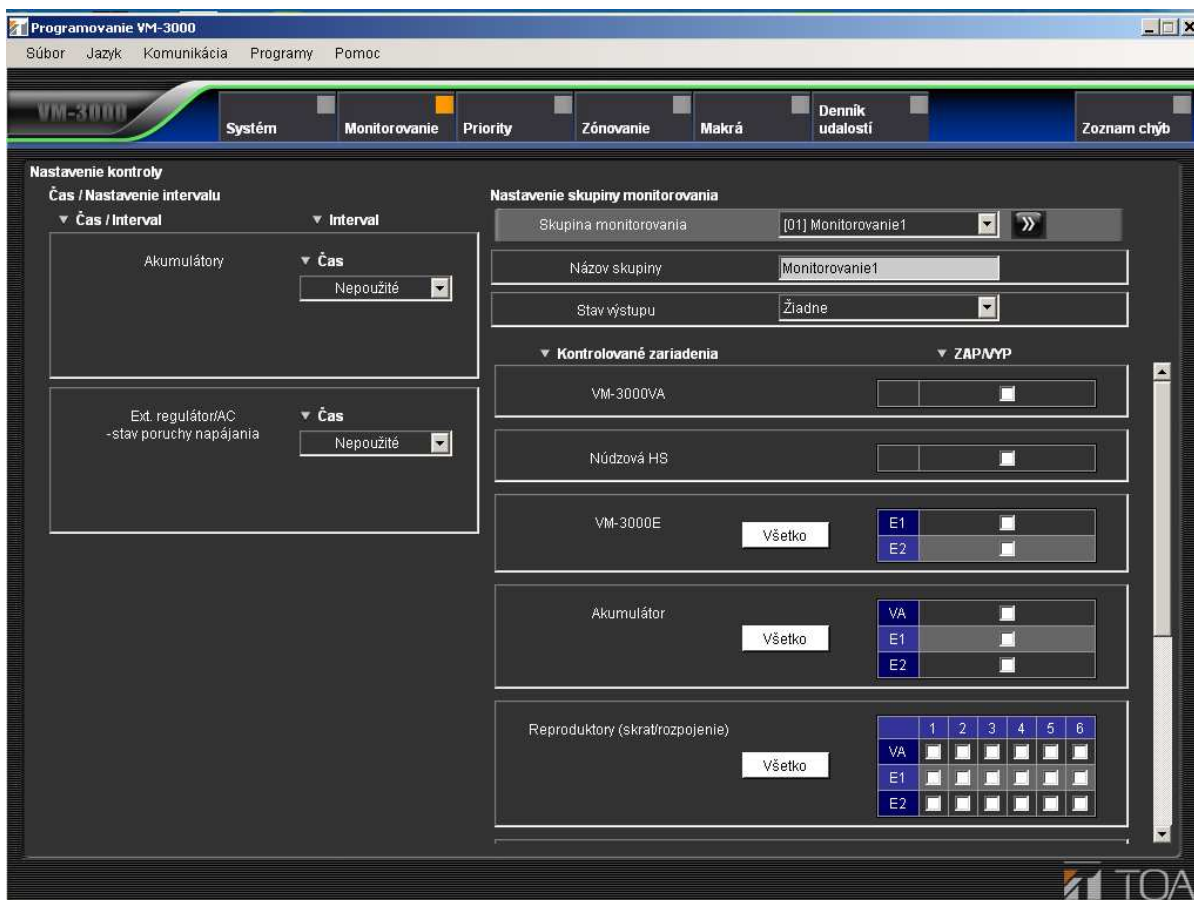 Programovanie VM-3000
Súbor Jazyk Komunikácia Programy Pomoc
VM-3000
Systém
Monitorovanie
Priority
Zónovanie
Makrá
Denník
udalostí
Zoznam chýb
Nastavenie kontroly
Čas / Nastavenie intervalu
Čas / Interval
Interval
Akumulátory
Čas
Nepoužité
Ext. regulátor/AC
-stav poruchy napájania
Čas
Nepoužité
Nastavenie skupiny monitorovania
Skupina monitorovania
[01] Monitorovanie1
Názov skupiny
Monitorovanie1
Stav výstupu
Žiadne
Kontrolované zariadenia
ZAP/VYP
VM-3000VA
Núdzová HS
VM-3000E
Všetko
E1
E2
Akumulátor
Všetko
VA
E1
E2
Reproduktory (skrat/rozpojenie)
Všetko
1 2 3 4 5 6
VA
E1
E2
TOA